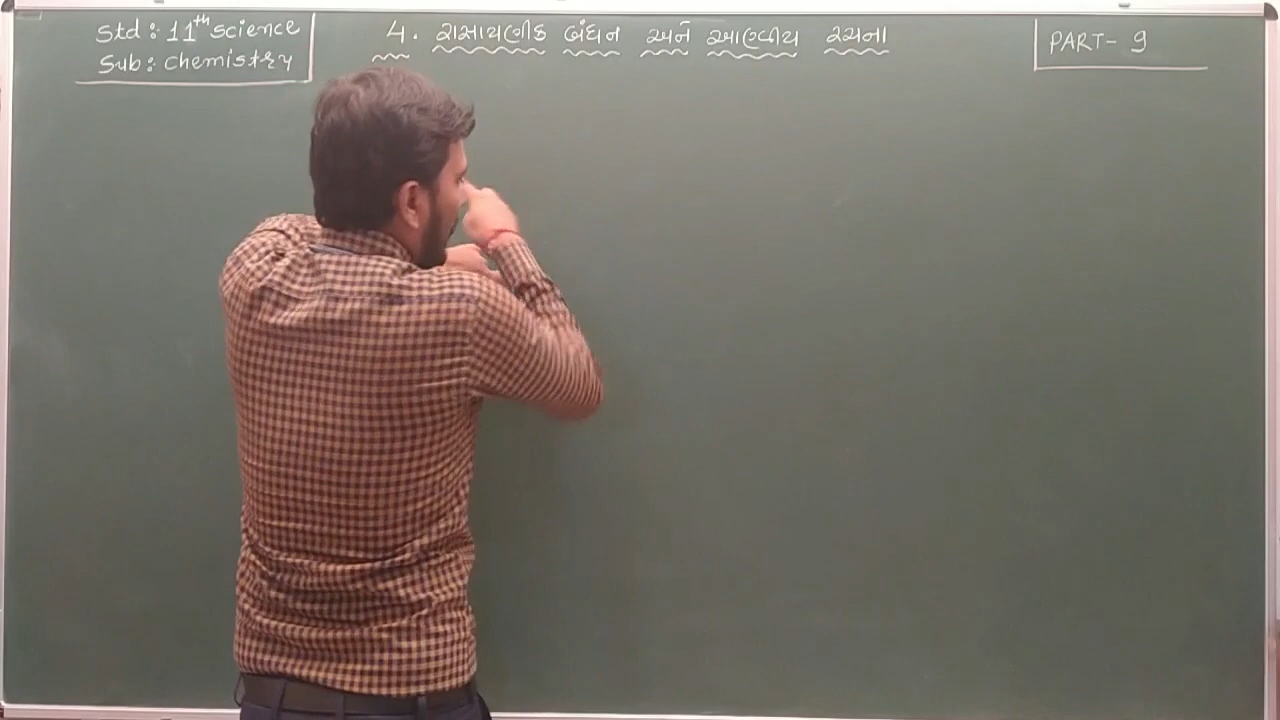 Std : 11th science
Sub : chemistry
4. રાસાયણીક બંધન અને આણ્વીય રચના
PART- 9